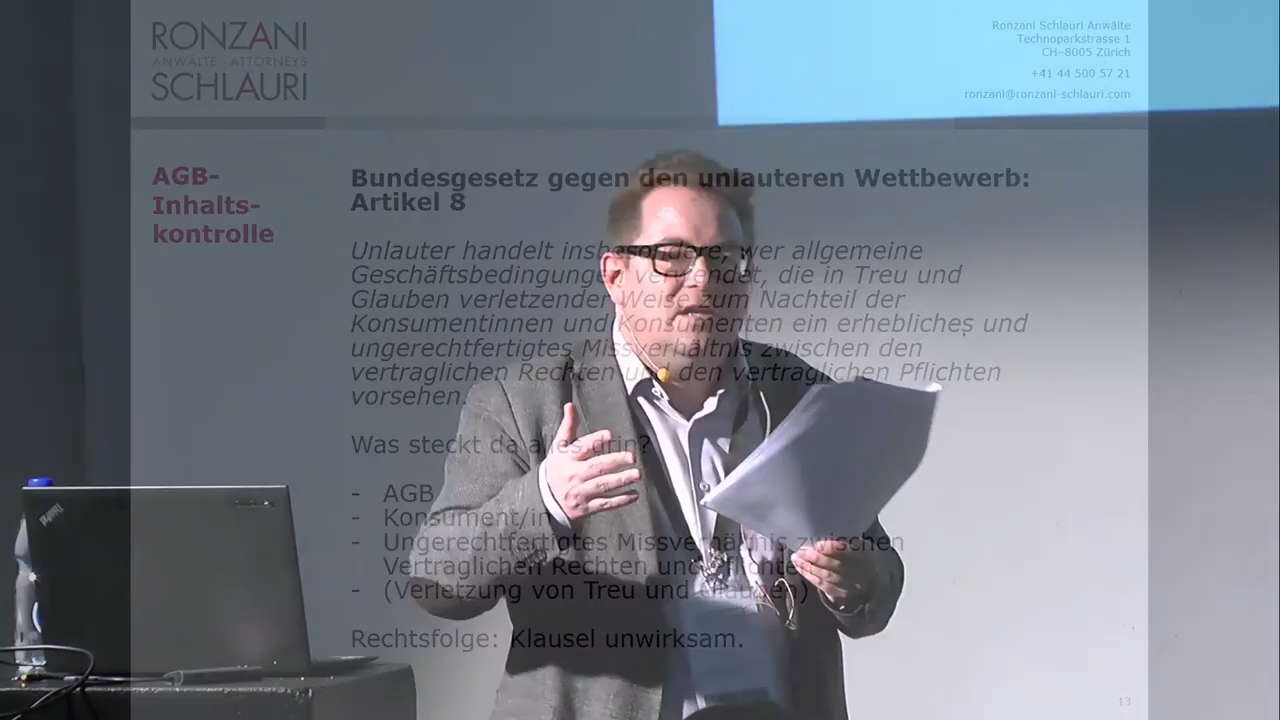 RONZANI
ANWÄLTE · ATTORNEYS
SCHLAURI
Ronzani Schlauri Anwälte
Technoparkstrasse 1
CH–8005 Zürich
+41 44 500 57 21
ronzani@ronzani-schlauri.com
AGB-
Inhalts-
kontrolle
Bundesgesetz gegen den unlauteren Wettbewerb:
Artikel 8
Unlauter handelt insbesondere, wer allgemeine
Geschäftsbedingungen verwendet, die in Treu und
Glauben verletzender Weise zum Nachteil der
Konsumentinnen und Konsumenten ein erhebliches und
ungerechtfertigtes Missverhältnis zwischen den
vertraglichen Rechten und den vertraglichen Pflichten
vorsehen.
Was steckt da alles drin?
- AGB
- Konsument/in
- Ungerechtfertigtes Missverhältnis zwischen
Vertraglichen Rechten und Pflichten
- (Verletzung von Treu und Glauben)
Rechtsfolge: Klausel unwirksam.
13